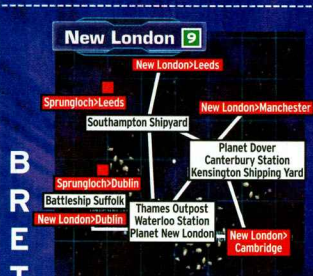 New London 9
New London>Leeds
Sprungloch>Leeds
New London>Manchester
Southampton Shipyard
Planet Dover
Canterbury Station
Kensington Shipping Yard
Sprungloch>Dublin
Battleship Suffolk
New London>Dublin
Thames Outpost
Waterloo Station
Planet New London
New London>
Cambridge
B
R
E
T